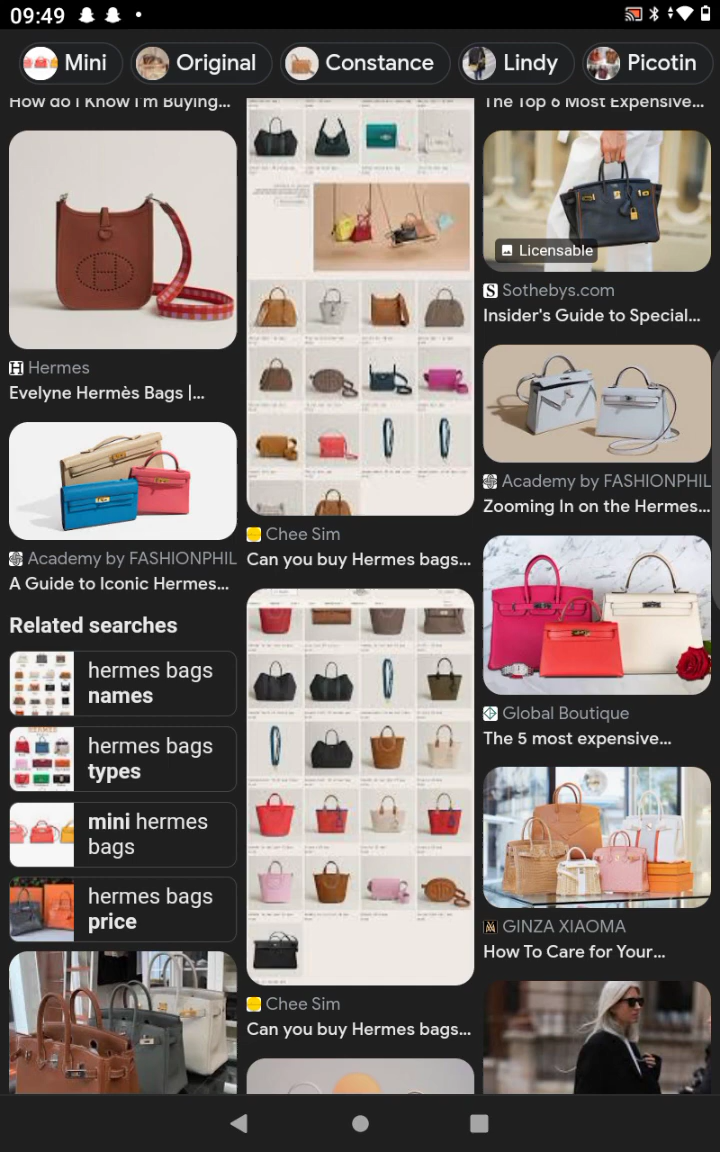 09:49
Mini
Original
Constance
Lindy
Picotin
How do I Know I'm Buying...
Hermes
Evelyne Hermès Bags |...
Academy by FASHIONPHIL
A Guide to Iconic Hermes...
Related searches
hermes bags
names
hermes bags
types
mini hermes
bags
hermes bags
price
Chee Sim
Can you buy Hermes bags...
Chee Sim
Can you buy Hermes bags...
The Top 6 Most Expensive...
Licensable
Sothebys.com
Insider's Guide to Special...
Academy by FASHIONPHIL
Zooming In on the Hermes...
Global Boutique
The 5 most expensive...
GINZA XIAOMA
How To Care for Your...